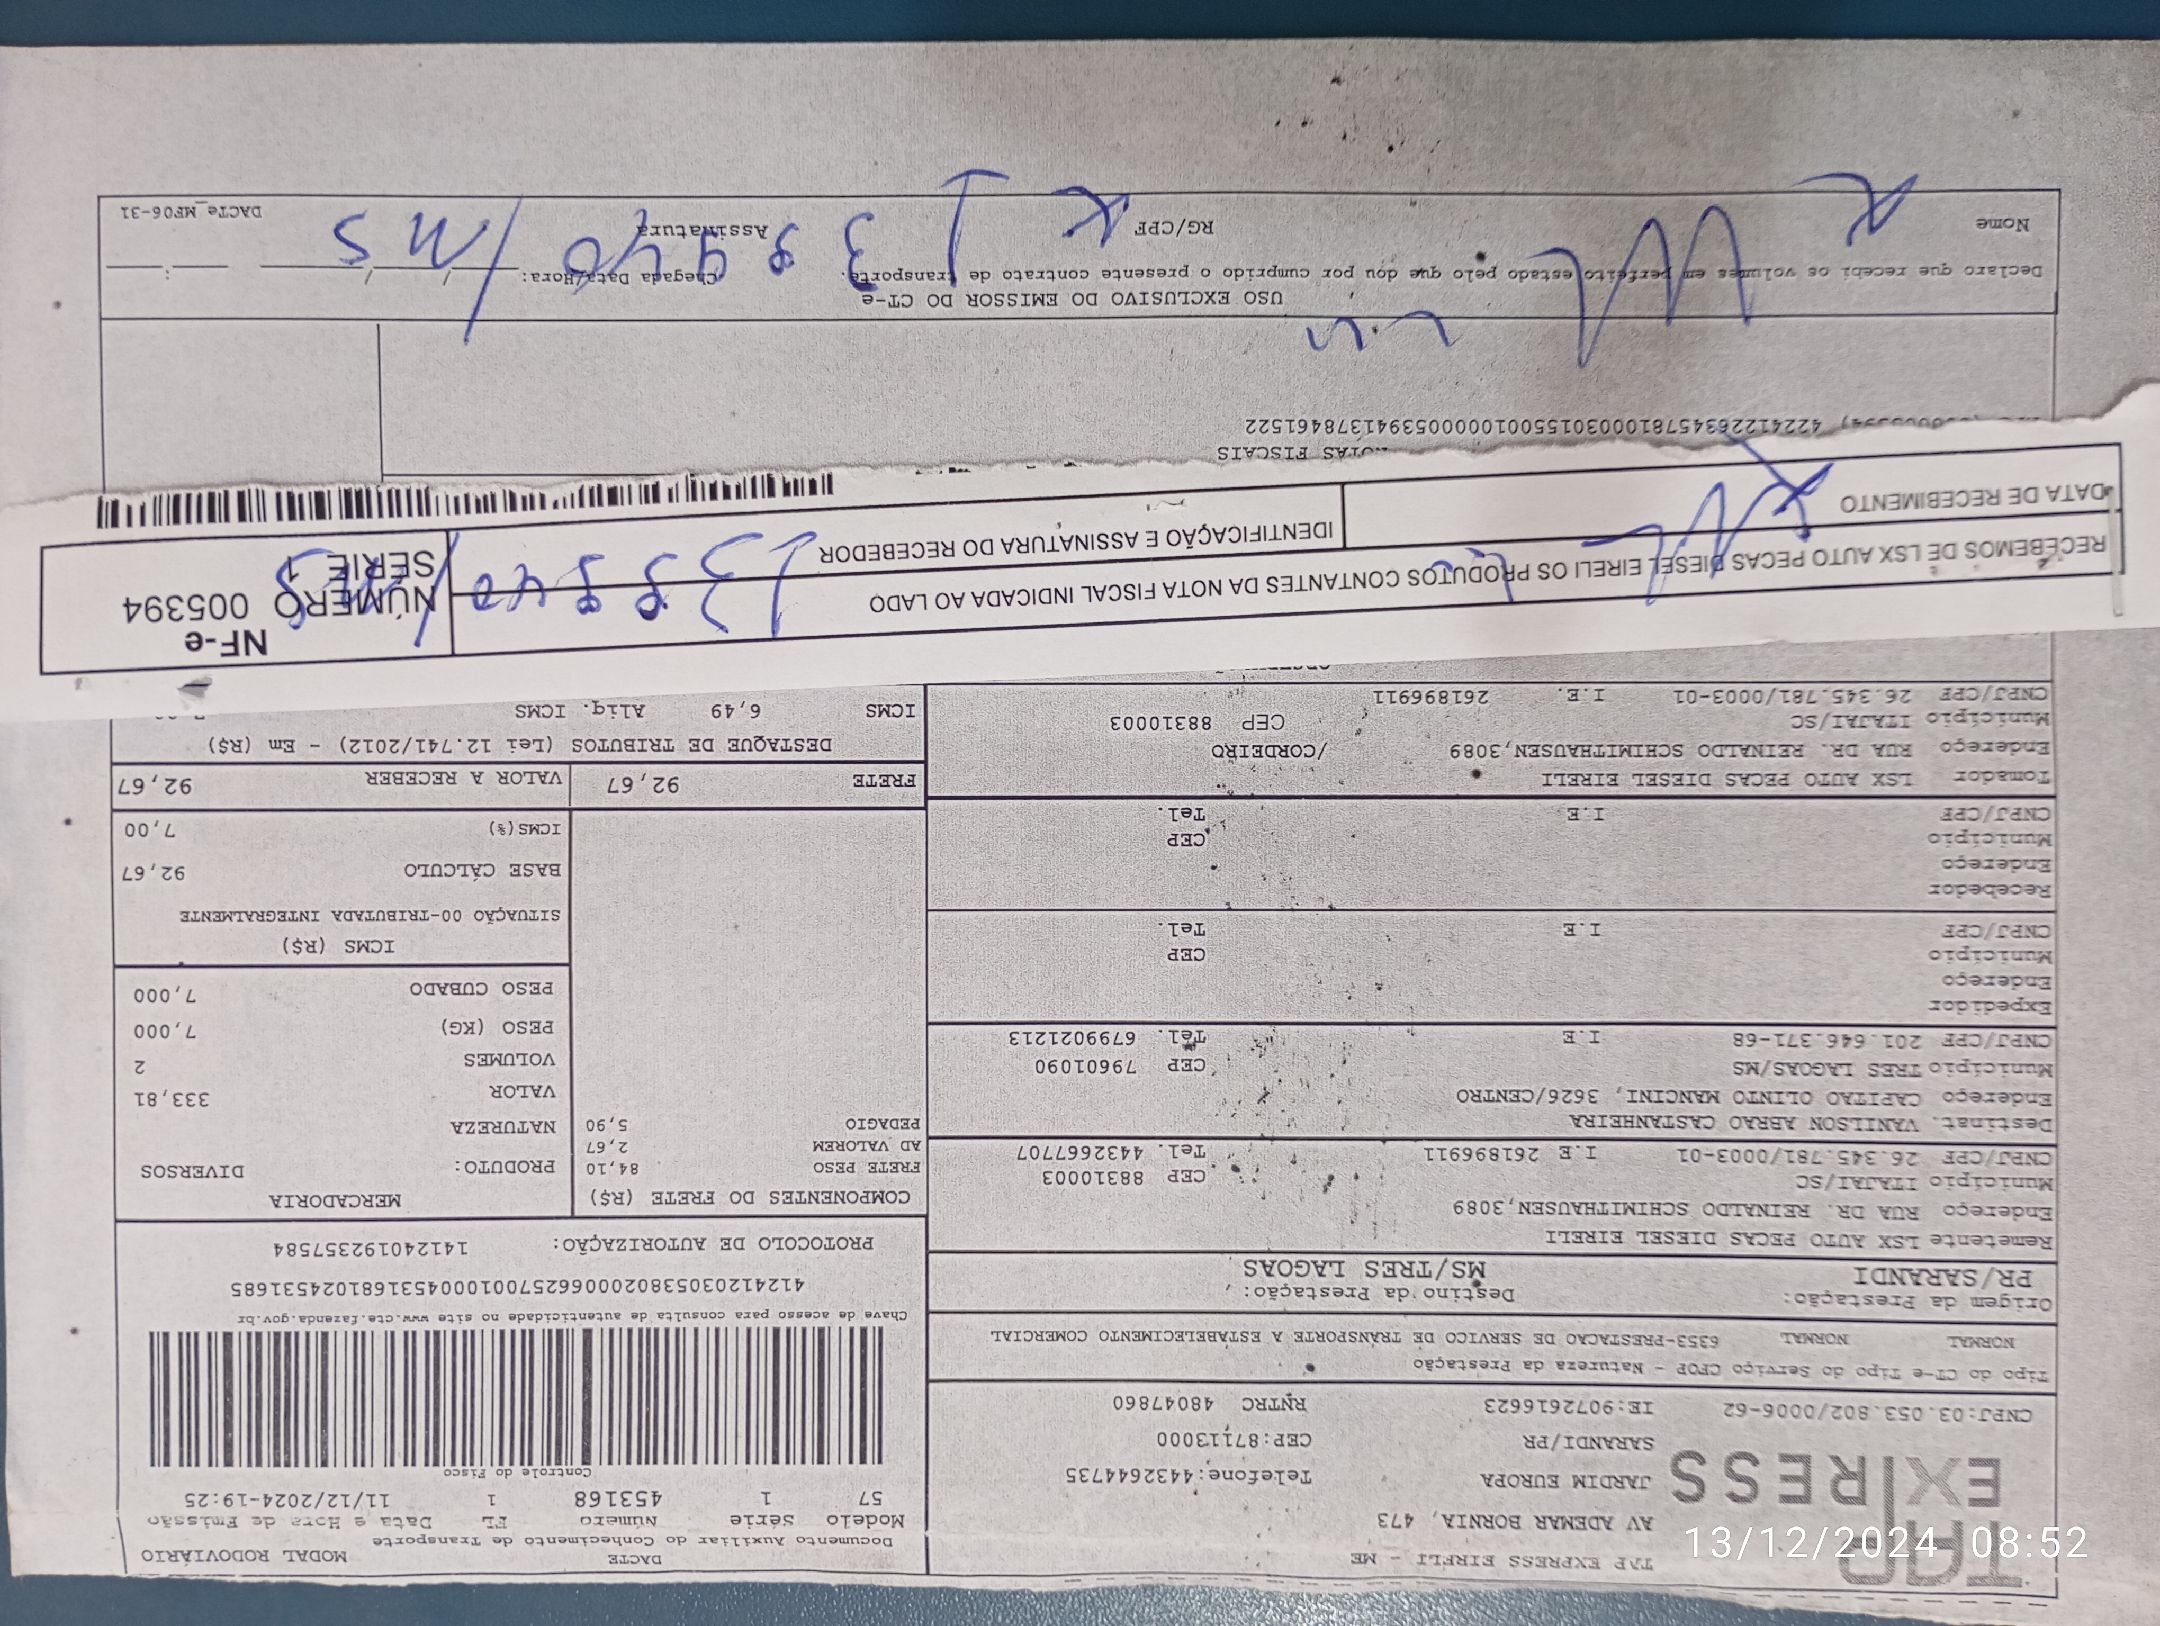 TAP EXPRESS
TAP EXPRESS EIRELI - ME
AV ADEMAR BORNIA, 473
JARDIM EUROPA Telefone:4432644735
SARANDI/PR CEP:87113000
CNPJ:03.053.802/0006-62 IE:9072616623 RNTRC 48047860
DACTE MODAL RODOVIÁRIO
Documento Auxiliar do Conhecimento de Transporte
Modelo Série Número FL Data e Hora de Emissão
57 1 453168 1 11/12/2024-19:25
Controle do Fisco
Chave de acesso para consulta de autenticidade no site www.cte.fazenda.gov.br
41241203053802000662570010004531681024531685
PROTOCOLO DE AUTORIZAÇÃO: 141240192357584
Tipo do CT-e Tipo do Serviço CFOP - Natureza da Prestação
NORMAL NORMAL 6353-PRESTACAO DE SERVICO DE TRANSPORTE A ESTABELECIMENTO COMERCIAL
Origem da Prestação: Destino da Prestação:
PR/SARANDI MS/TRES LAGOAS
Remetente LSX AUTO PECAS DIESEL EIRELI
Endereço RUA DR. REINALDO SCHIMITHAUSEN,3089
Município ITAJAI/SC CEP 88310003
CNPJ/CPF 26.345.781/0003-01 I.E 261896911 Tel. 4432667707
Destinat. VANILSON ABRAO CASTANHEIRA
Endereço CAPITAO OLINTO MANCINI, 3626/CENTRO
Município TRES LAGOAS/MS CEP 79601090
CNPJ/CPF 201.646.371-68 I.E Tel. 6799021213
Expedidor
Endereço
Município CEP
CNPJ/CPF I.E Tel.
Recebedor
Endereço
Município CEP
CNPJ/CPF I.E Tel.
Tomador LSX AUTO PECAS DIESEL EIRELI
Endereço RUA DR. REINALDO SCHIMITHAUSEN,3089 /CORDEIRO
Município ITAJAI/SC CEP 88310003
CNPJ/CPF 26.345.781/0003-01 I.E. 261896911
COMPONENTES DO FRETE (R$)
FRETE PESO 84,10
AD VALOREM 2,67
PEDAGIO 5,90
MERCADORIA
PRODUTO: DIVERSOS
NATUREZA
VALOR 333,81
VOLUMES 2
PESO (KG) 7,000
PESO CUBADO 7,000
ICMS (R$)
SITUAÇÃO 00-TRIBUTADA INTEGRALMENTE
BASE CÁLCULO 92,67
ICMS(%) 7,00
FRETE 92,67 VALOR A RECEBER 92,67
DESTAQUE DE TRIBUTOS (Lei 12.741/2012) - Em (R$)
ICMS 6,49 Aliq. ICMS
RECEBEMOS DE LSX AUTO PECAS DIESEL EIRELI OS PRODUTOS CONTANTES DA NOTA FISCAL INDICADA AO LADO
DATA DE RECEBIMENTO IDENTIFICAÇÃO E ASSINATURA DO RECEBEDOR
NF-e
NÚMERO 005394
SÉRIE 1
NOTAS FISCAIS
42241226345781000301550010000053941378461522
USO EXCLUSIVO DO EMISSOR DO CT-e
Declaro que recebi os volumes em perfeito estado pelo que dou por cumprido o presente contrato de transporte. Chegada Data/Hora: __/__/__ __:__
Nome RG/CPF Assinatura
DACTe_MF06-31
13/12/2024 08:52